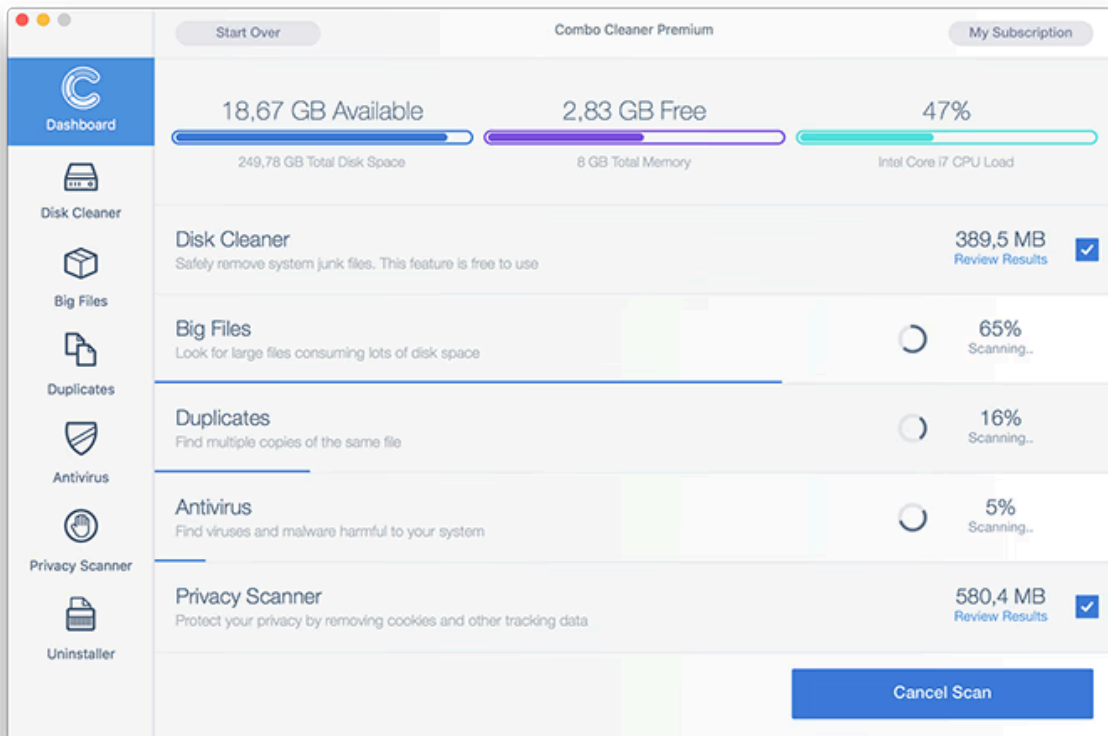 Start Over
Combo Cleaner Premium
My Subscription
Dashboard
Disk Cleaner
Big Files
Duplicates
Antivirus
Privacy Scanner
Uninstaller
18,67 GB Available
249,78 GB Total Disk Space
2,83 GB Free
8 GB Total Memory
47%
Intel Core i7 CPU Load
Disk Cleaner
Safely remove system junk files. This feature is free to use
389,5 MB
Review Results
Big Files
Look for large files consuming lots of disk space
65%
Scanning..
Duplicates
Find multiple copies of the same file
16%
Scanning..
Antivirus
Find viruses and malware harmful to your system
5%
Scanning..
Privacy Scanner
Protect your privacy by removing cookies and other tracking data
580,4 MB
Review Results
Cancel Scan